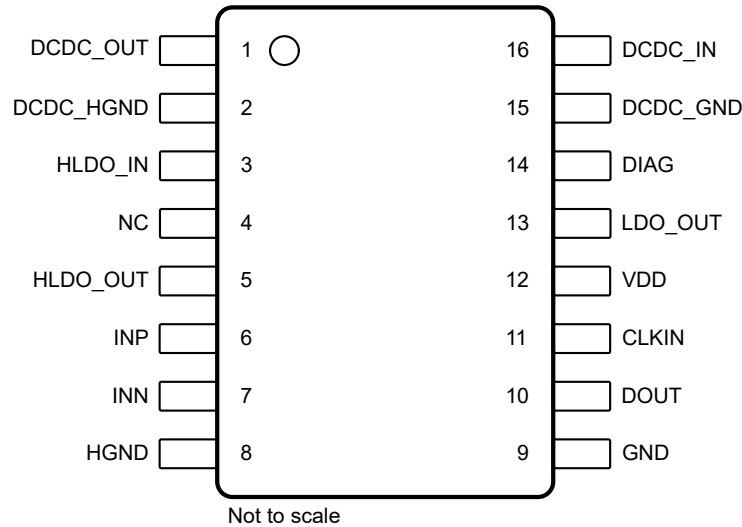 DCDC_OUT 1 16 DCDC_IN
DCDC_HGND 2 15 DCDC_GND
HLDO_IN 3 14 DIAG
NC 4 13 LDO_OUT
HLDO_OUT 5 12 VDD
INP 6 11 CLKIN
INN 7 10 DOUT
HGND 8 9 GND
Not to scale